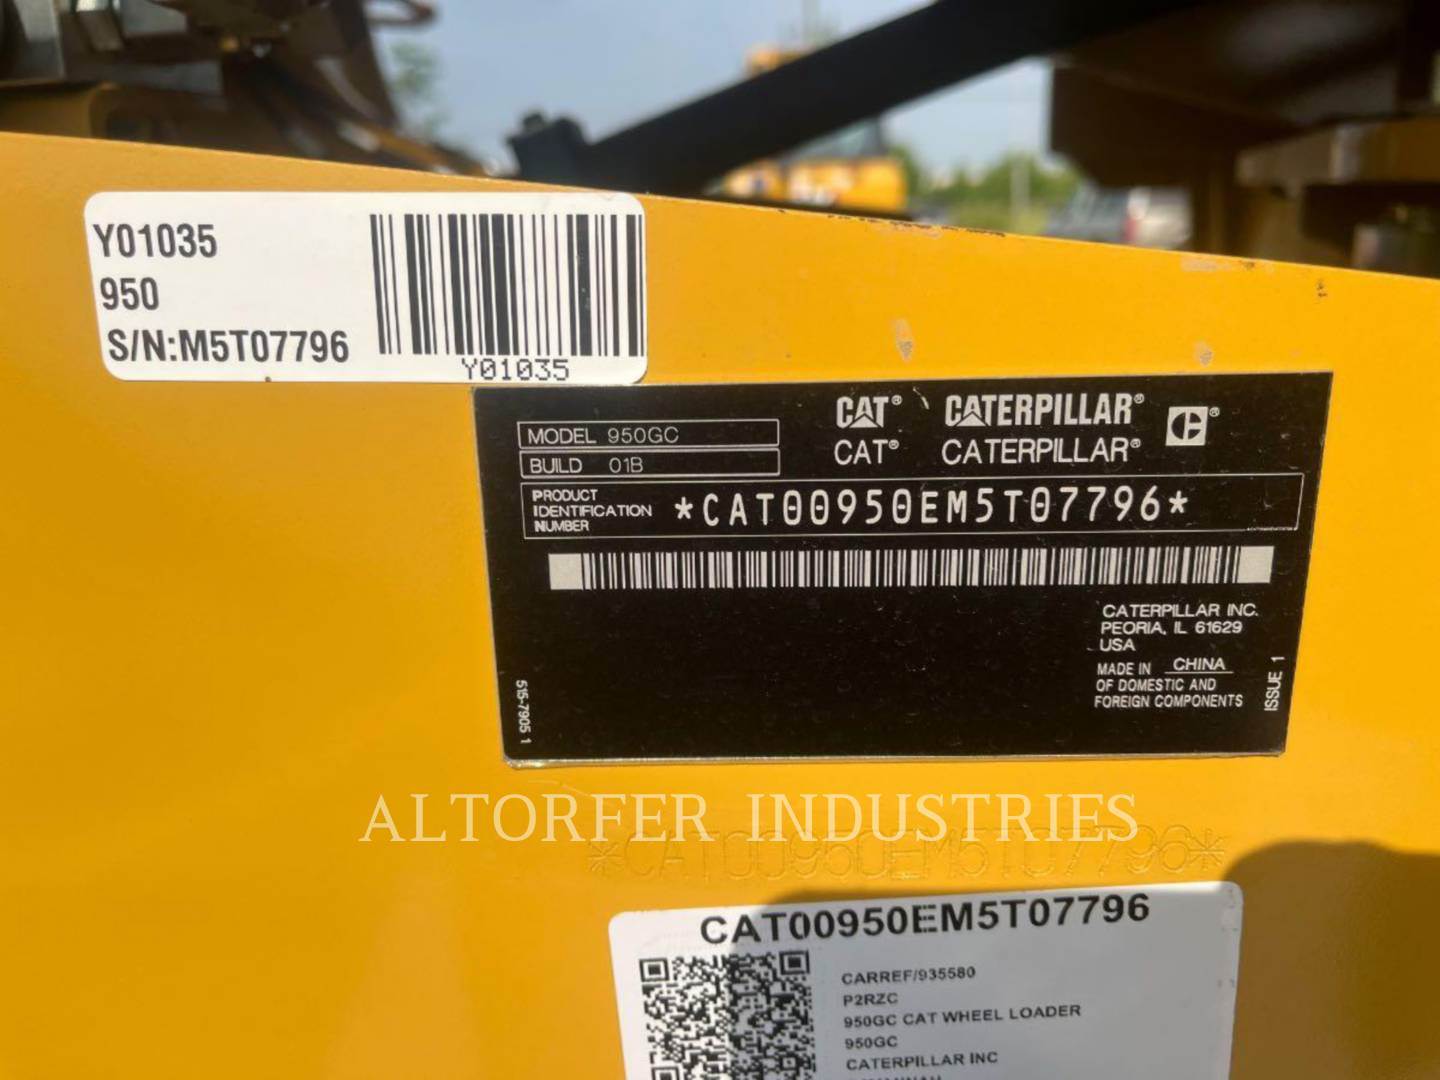 Y01035
950
S/N:M5T07796
Y01035
CAT® CATERPILLAR® C®
CAT® CATERPILLAR®
MODEL 950GC
BUILD 01B
PRODUCT
IDENTIFICATION
NUMBER
*CAT00950EM5T07796*
CATERPILLAR INC.
PEORIA, IL 61629
USA
MADE IN CHINA
OF DOMESTIC AND
FOREIGN COMPONENTS
515-7905 1
ISSUE 1
ALTORFER INDUSTRIES
*CAT00950EM5T07796*
CAT00950EM5T07796
CARREF/935580
P2RZC
950GC CAT WHEEL LOADER
950GC
CATERPILLAR INC